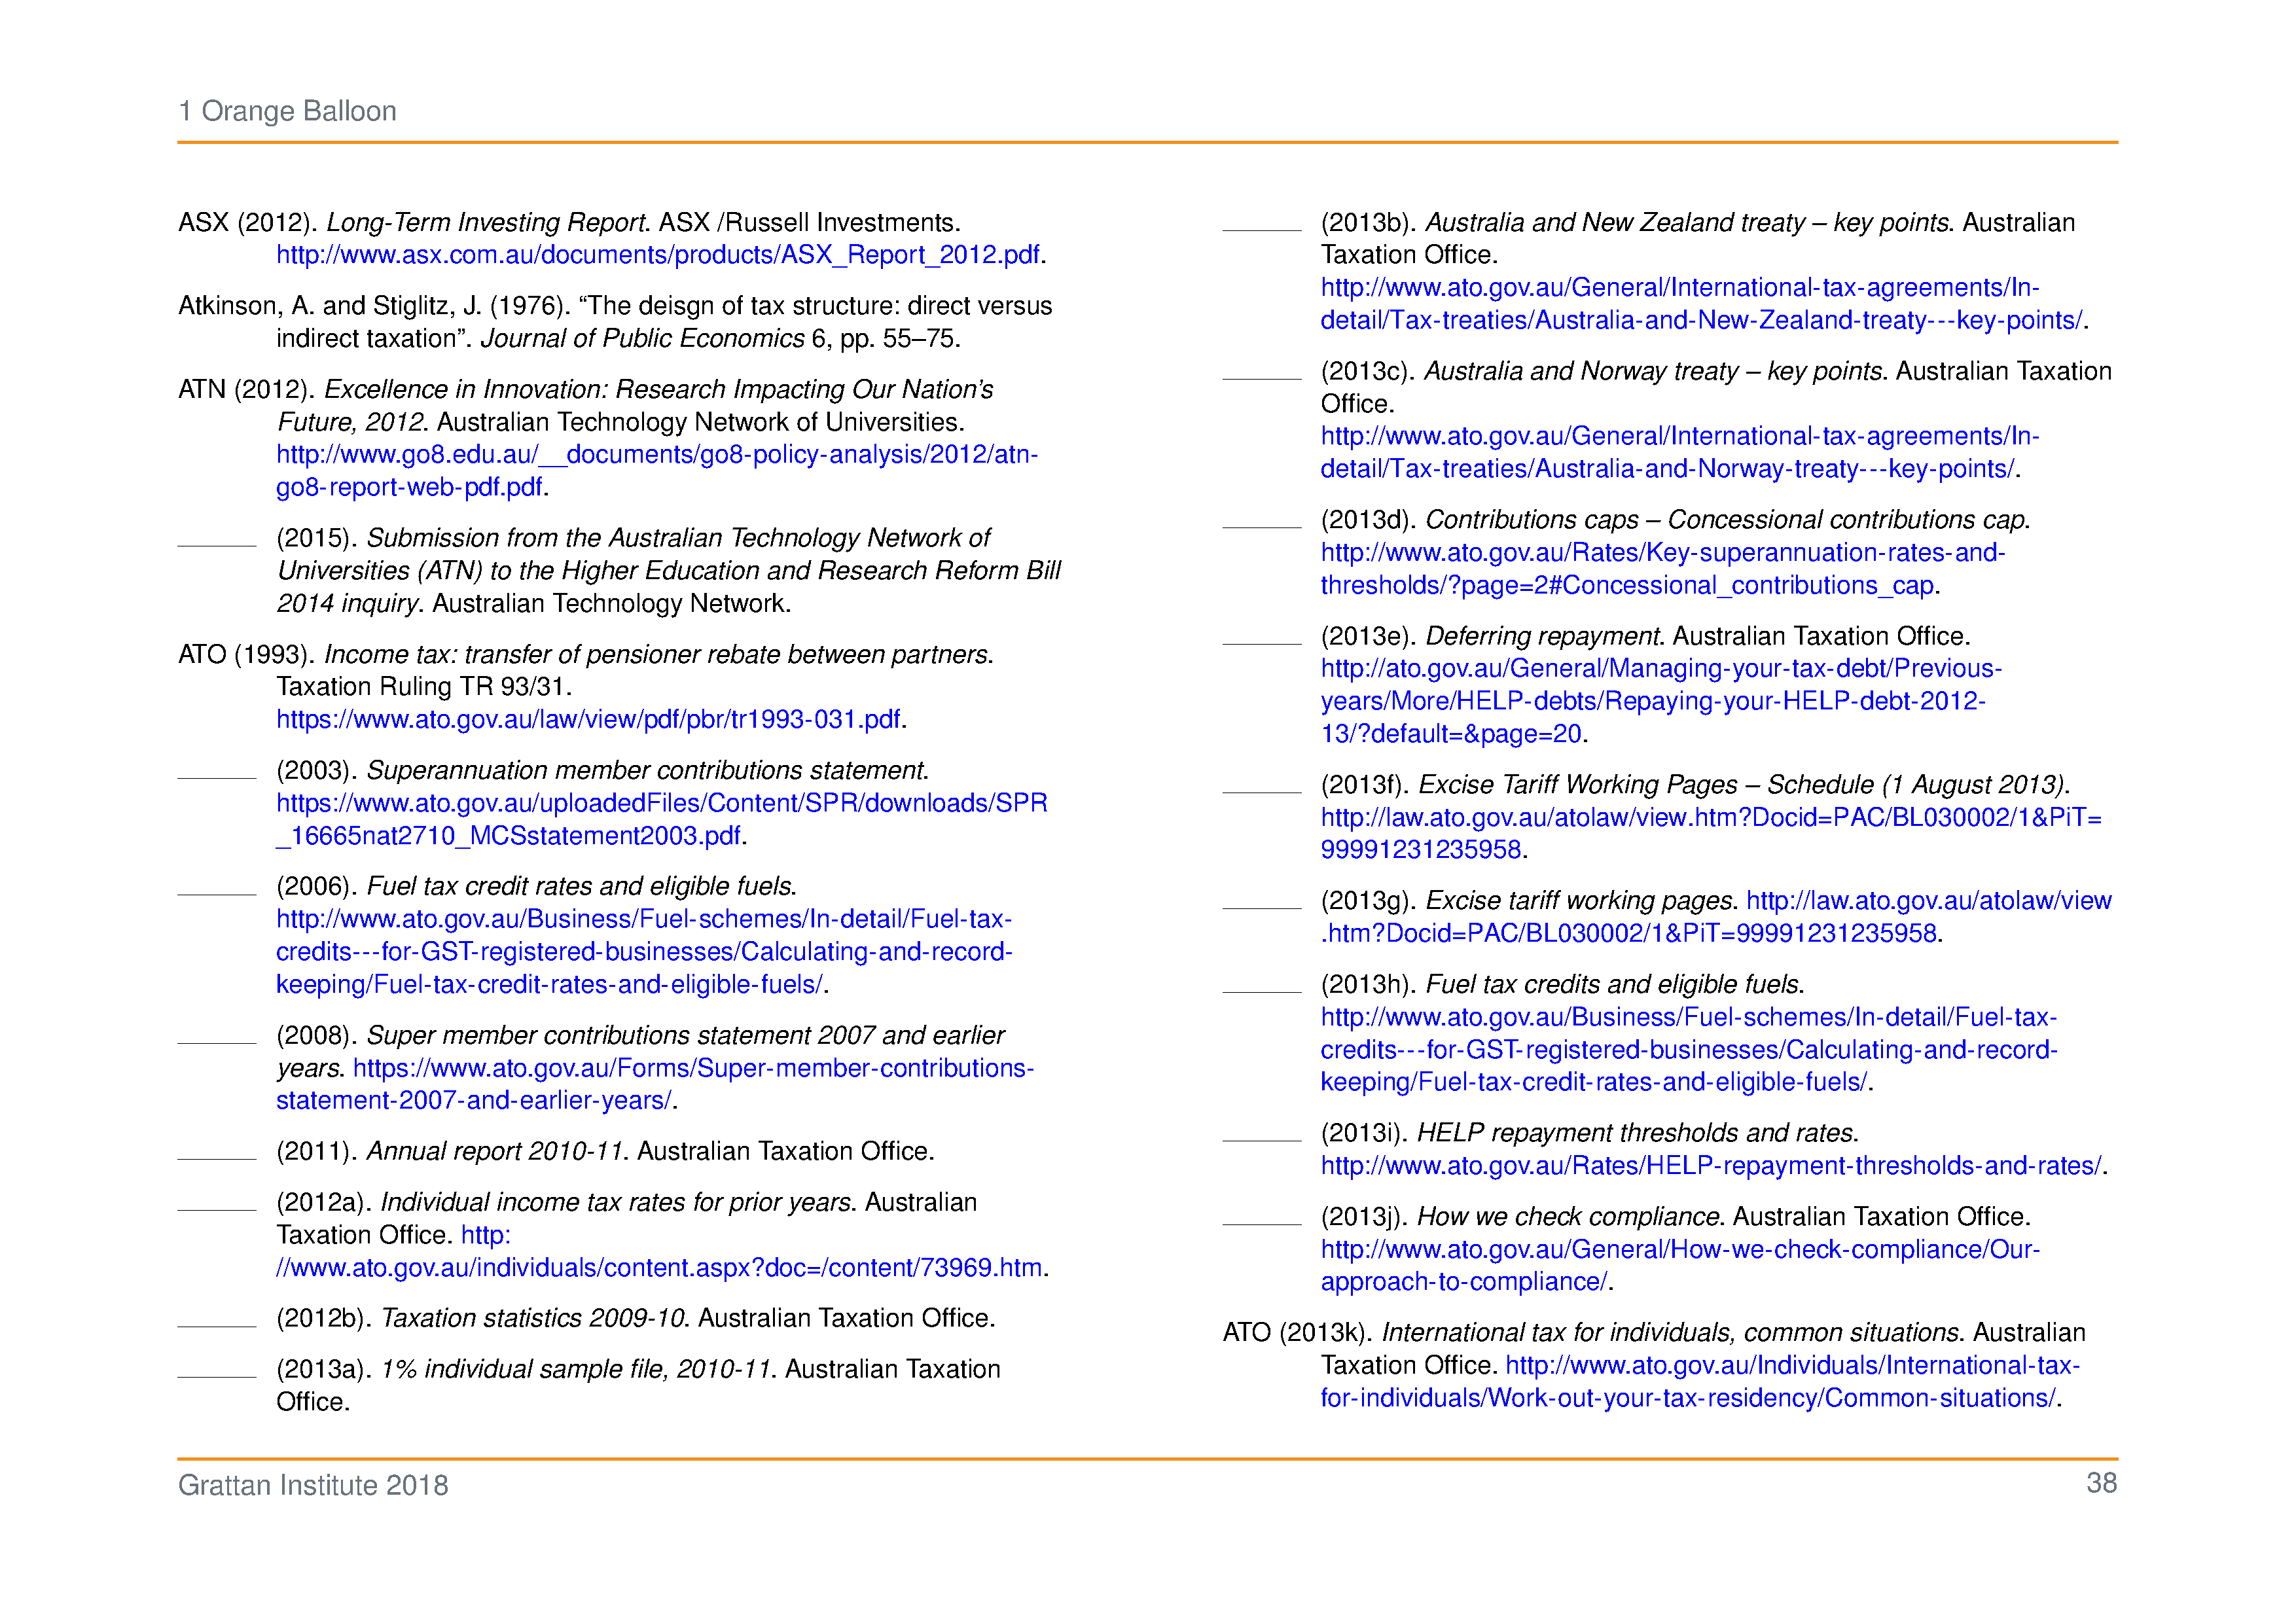 1 Orange Balloon
ASX (2012). Long-Term Investing Report. ASX /Russell Investments.
http://www.asx.com.au/documents/products/ASX_Report_2012.pdf.
Atkinson, A. and Stiglitz, J. (1976). “The deisgn of tax structure: direct versus
indirect taxation”. Journal of Public Economics 6, pp. 55–75.
ATN (2012). Excellence in Innovation: Research Impacting Our Nation’s
Future, 2012. Australian Technology Network of Universities.
http://www.go8.edu.au/__documents/go8-policy-analysis/2012/atn-
go8-report-web-pdf.pdf.
(2015). Submission from the Australian Technology Network of
Universities (ATN) to the Higher Education and Research Reform Bill
2014 inquiry. Australian Technology Network.
ATO (1993). Income tax: transfer of pensioner rebate between partners.
Taxation Ruling TR 93/31.
https://www.ato.gov.au/law/view/pdf/pbr/tr1993-031.pdf.
(2003). Superannuation member contributions statement.
https://www.ato.gov.au/uploadedFiles/Content/SPR/downloads/SPR
_16665nat2710_MCSstatement2003.pdf.
(2006). Fuel tax credit rates and eligible fuels.
http://www.ato.gov.au/Business/Fuel-schemes/In-detail/Fuel-tax-
credits---for-GST-registered-businesses/Calculating-and-record-
keeping/Fuel-tax-credit-rates-and-eligible-fuels/.
(2008). Super member contributions statement 2007 and earlier
years. https://www.ato.gov.au/Forms/Super-member-contributions-
statement-2007-and-earlier-years/.
(2011). Annual report 2010-11. Australian Taxation Office.
(2012a). Individual income tax rates for prior years. Australian
Taxation Office. http:
//www.ato.gov.au/individuals/content.aspx?doc=/content/73969.htm.
(2012b). Taxation statistics 2009-10. Australian Taxation Office.
(2013a). 1% individual sample file, 2010-11. Australian Taxation
Office.
(2013b). Australia and New Zealand treaty – key points. Australian
Taxation Office.
http://www.ato.gov.au/General/International-tax-agreements/In-
detail/Tax-treaties/Australia-and-New-Zealand-treaty---key-points/.
(2013c). Australia and Norway treaty – key points. Australian Taxation
Office.
http://www.ato.gov.au/General/International-tax-agreements/In-
detail/Tax-treaties/Australia-and-Norway-treaty---key-points/.
(2013d). Contributions caps – Concessional contributions cap.
http://www.ato.gov.au/Rates/Key-superannuation-rates-and-
thresholds/?page=2#Concessional_contributions_cap.
(2013e). Deferring repayment. Australian Taxation Office.
http://ato.gov.au/General/Managing-your-tax-debt/Previous-
years/More/HELP-debts/Repaying-your-HELP-debt-2012-
13/?default=&page=20.
(2013f). Excise Tariff Working Pages – Schedule (1 August 2013).
http://law.ato.gov.au/atolaw/view.htm?Docid=PAC/BL030002/1&PiT=
99991231235958.
(2013g). Excise tariff working pages. http://law.ato.gov.au/atolaw/view
.htm?Docid=PAC/BL030002/1&PiT=99991231235958.
(2013h). Fuel tax credits and eligible fuels.
http://www.ato.gov.au/Business/Fuel-schemes/In-detail/Fuel-tax-
credits---for-GST-registered-businesses/Calculating-and-record-
keeping/Fuel-tax-credit-rates-and-eligible-fuels/.
(2013i). HELP repayment thresholds and rates.
http://www.ato.gov.au/Rates/HELP-repayment-thresholds-and-rates/.
(2013j). How we check compliance. Australian Taxation Office.
http://www.ato.gov.au/General/How-we-check-compliance/Our-
approach-to-compliance/.
ATO (2013k). International tax for individuals, common situations. Australian
Taxation Office. http://www.ato.gov.au/Individuals/International-tax-
for-individuals/Work-out-your-tax-residency/Common-situations/.
Grattan Institute 2018
38